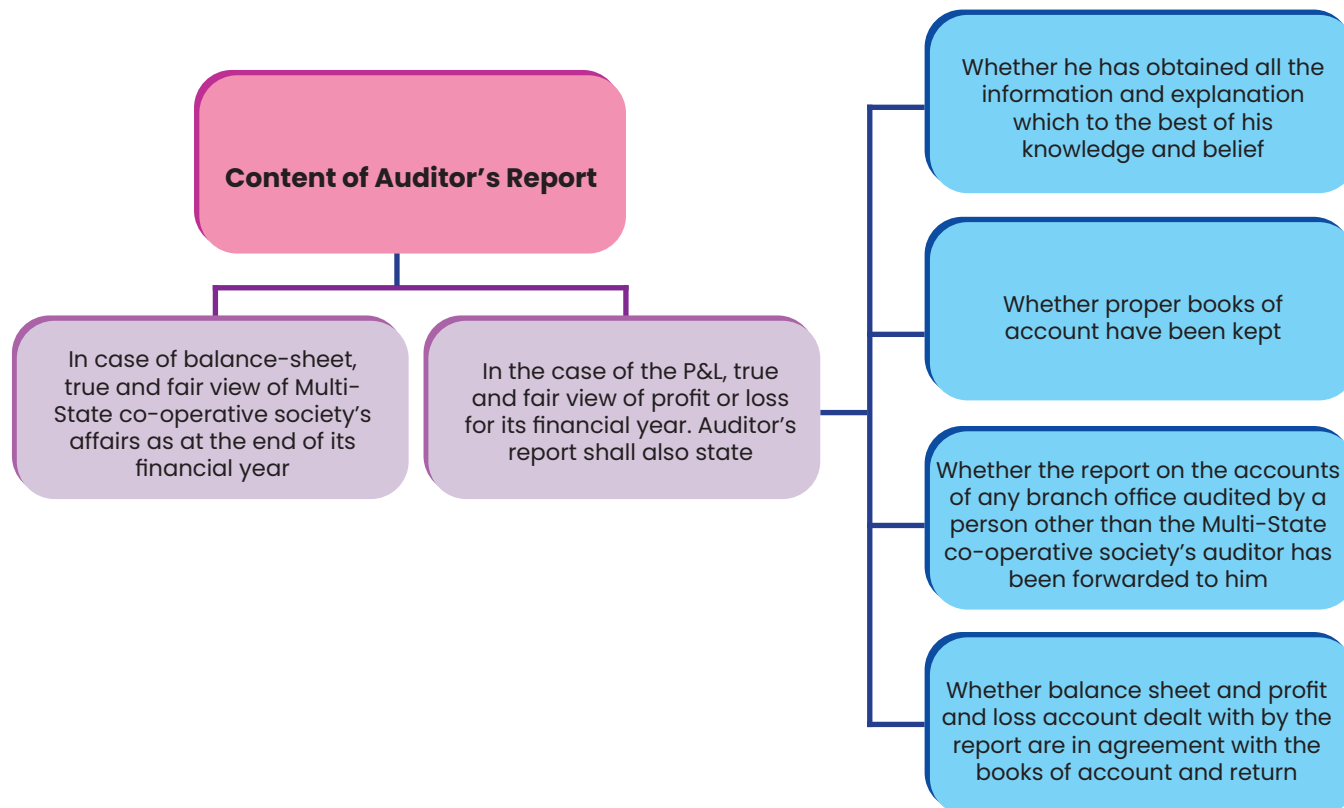 Content of Auditor’s Report
In case of balance-sheet,
true and fair view of Multi-
State co-operative society’s
affairs as at the end of its
financial year
In the case of the P&L, true
and fair view of profit or loss
for its financial year. Auditor’s
report shall also state
Whether he has obtained all the
information and explanation
which to the best of his
knowledge and belief
Whether proper books of
account have been kept
Whether the report on the accounts
of any branch office audited by a
person other than the Multi-State
co-operative society’s auditor has
been forwarded to him
Whether balance sheet and profit
and loss account dealt with by the
report are in agreement with the
books of account and return